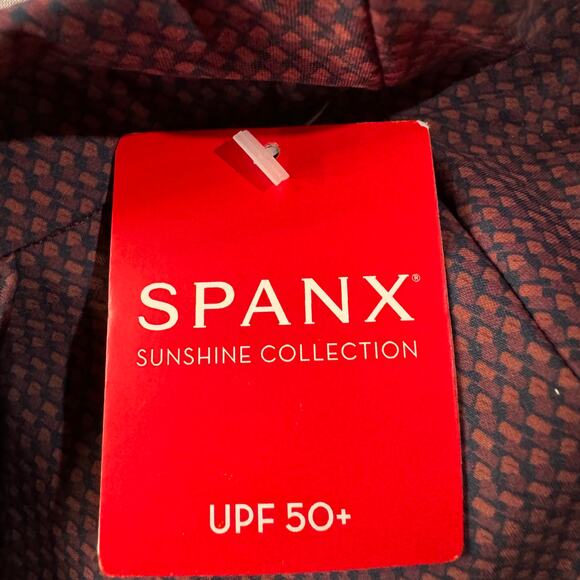 SPANX®
SUNSHINE COLLECTION
UPF 50+